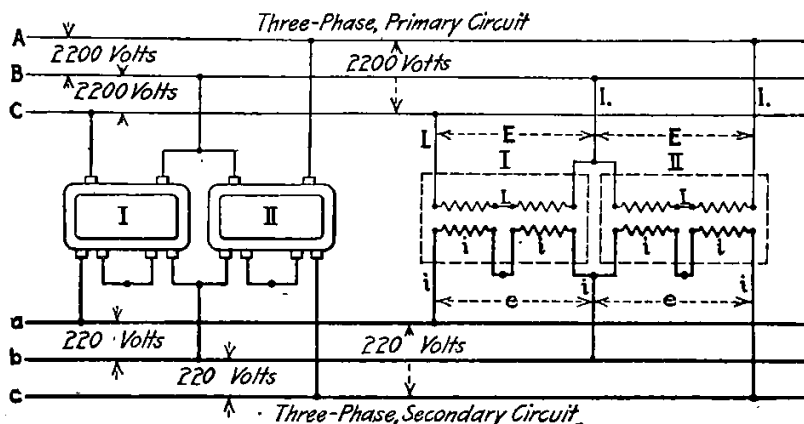 Three-Phase, Primary Circuit
A
2200 Volts
2200 Volts
B
2200 Volts
C
I. I.
I E E
I II
I II
I I
i i i i
i i i
e e
a
220 Volts
220 Volts
b
220 Volts
c
Three-Phase, Secondary Circuit.